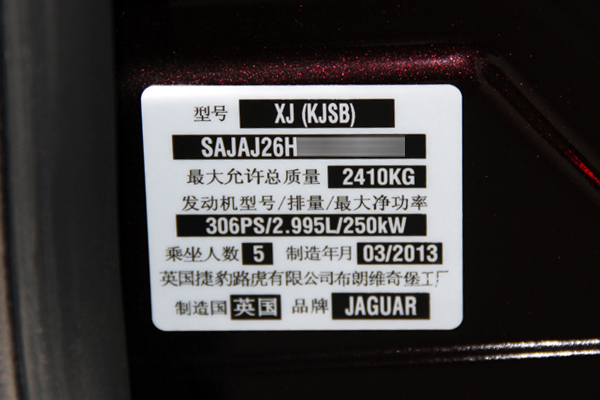 型号 XJ (KJSB)
SAJAJ26H
最大允许总质量 2410KG
发动机型号/排量/最大净功率
306PS/2.995L/250kW
乘坐人数 5 制造年月 03/2013
英国捷豹路虎有限公司布朗维奇堡工厂
制造国 英国 品牌 JAGUAR